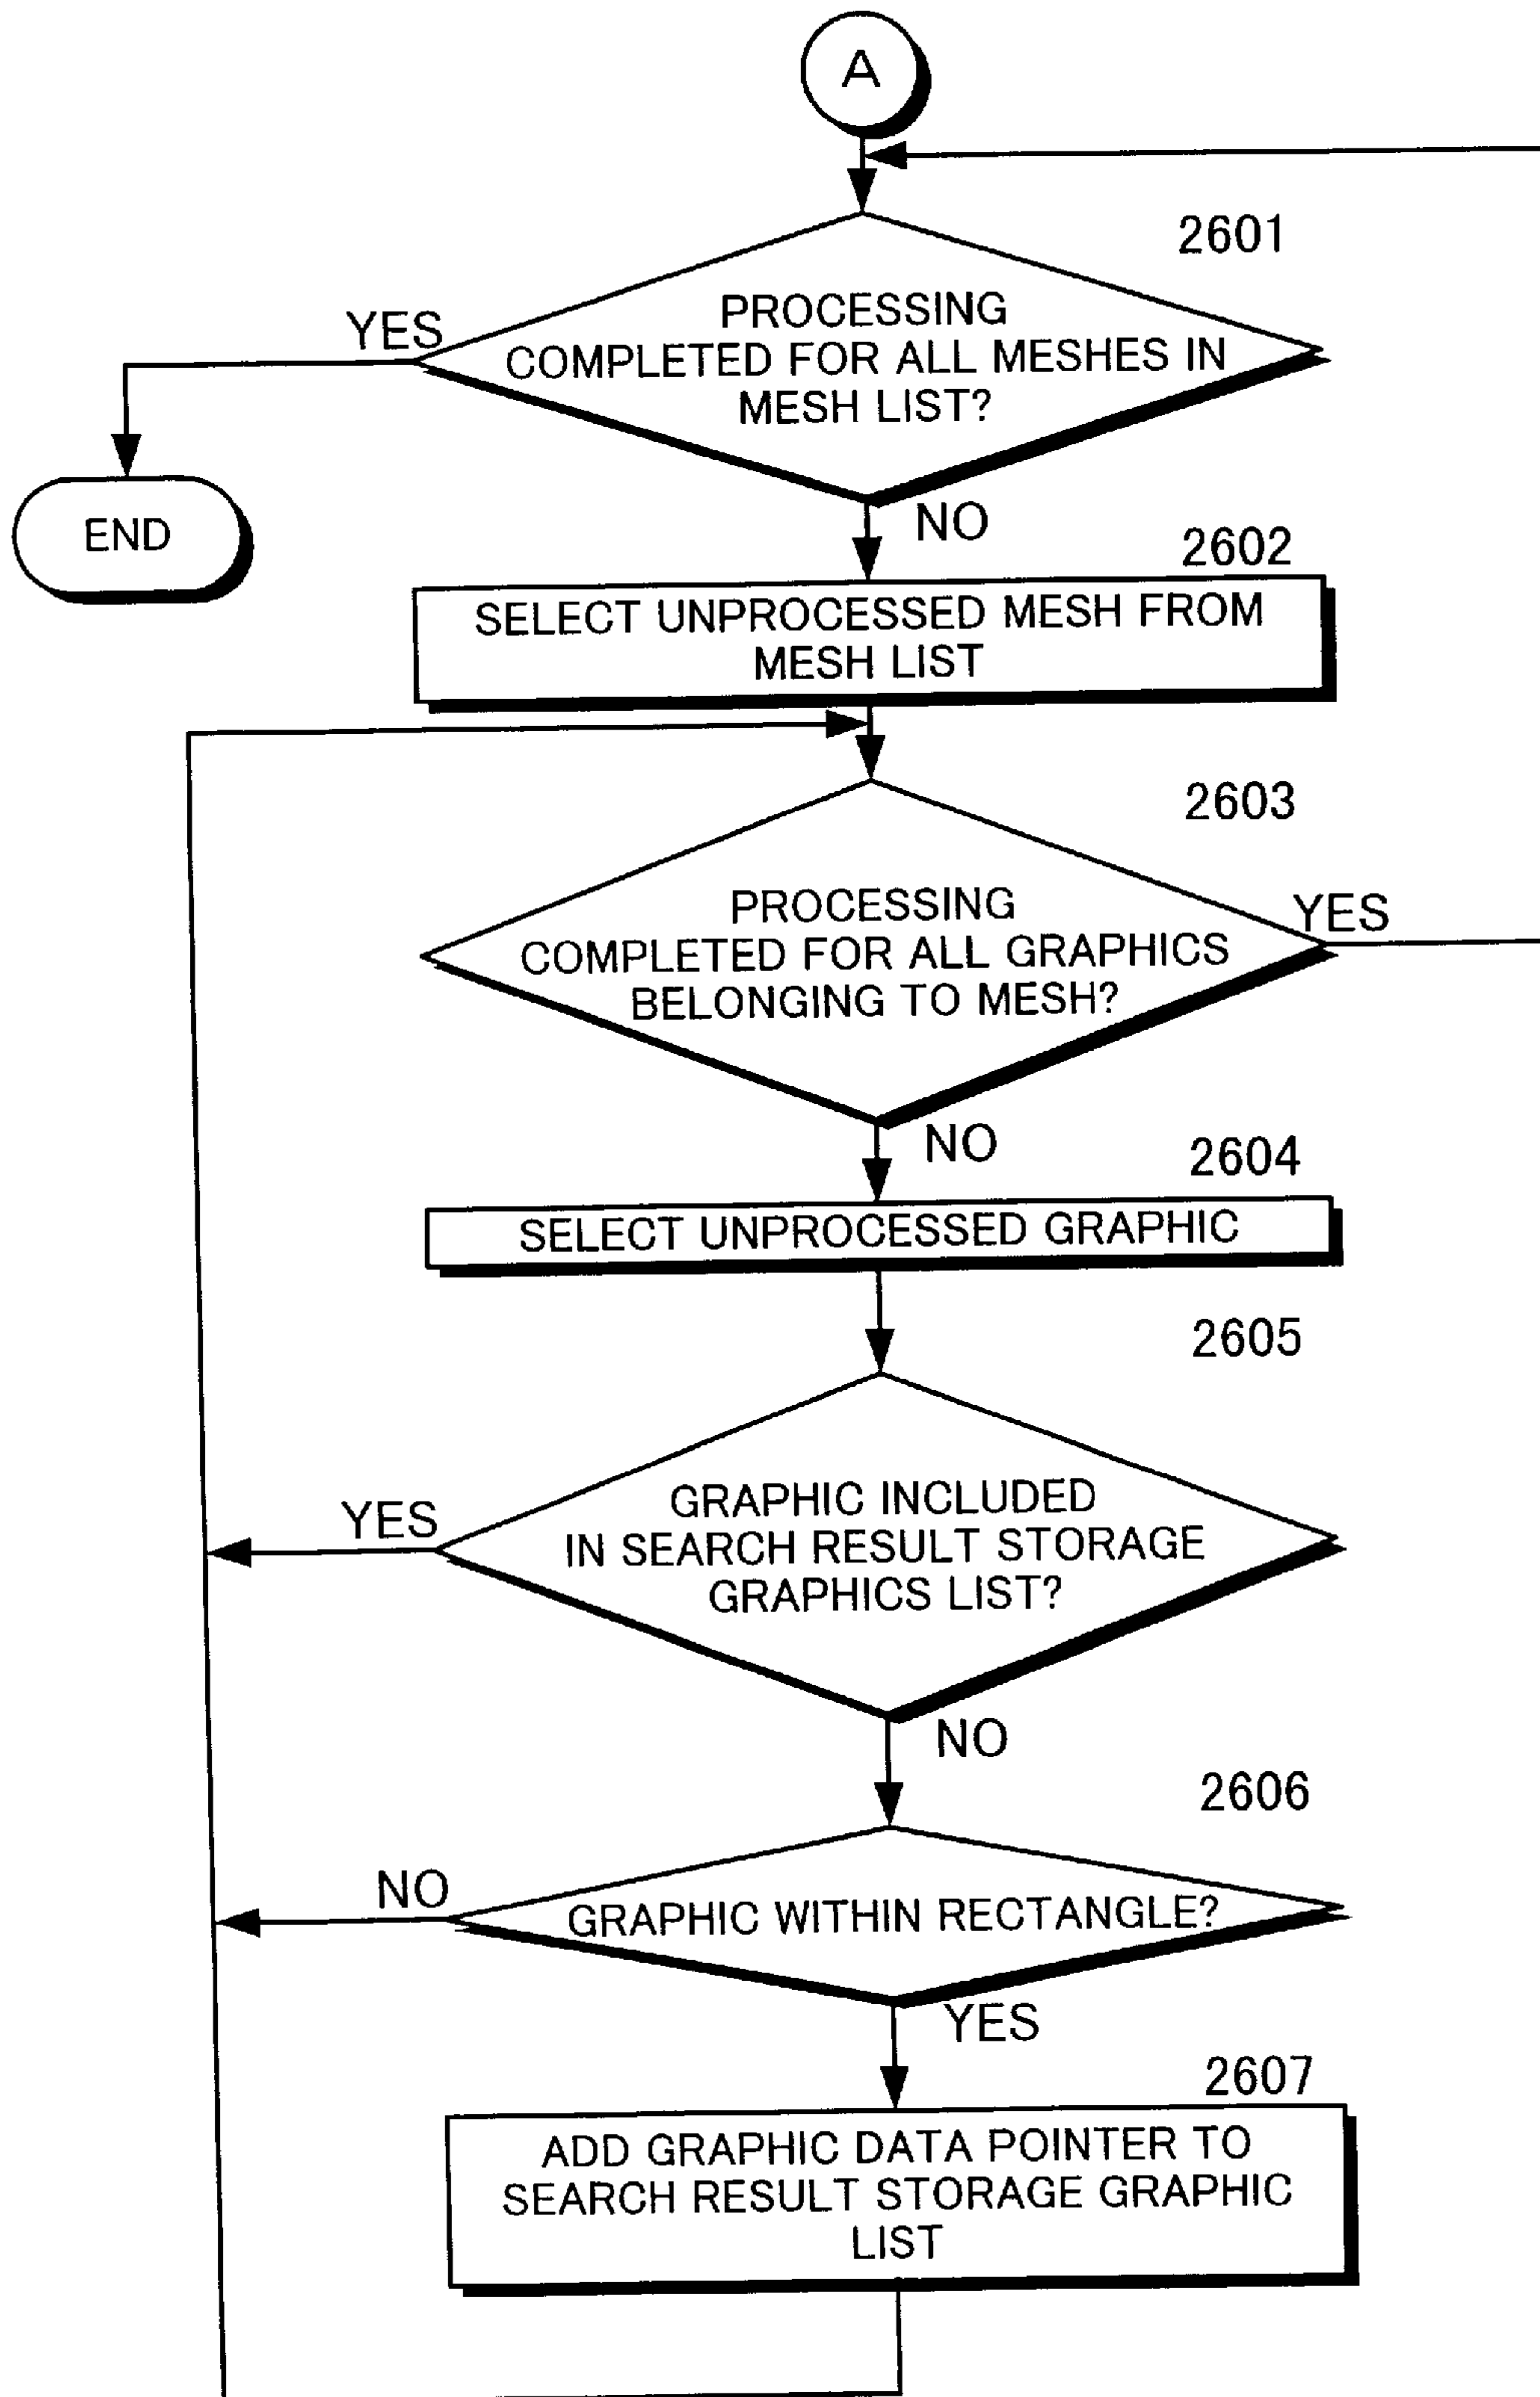 A
2601
YES
PROCESSING
COMPLETED FOR ALL MESHES IN
MESH LIST?
END
NO
2602
SELECT UNPROCESSED MESH FROM
MESH LIST
2603
PROCESSING
COMPLETED FOR ALL GRAPHICS
BELONGING TO MESH?
YES
NO
2604
SELECT UNPROCESSED GRAPHIC
2605
YES
GRAPHIC INCLUDED
IN SEARCH RESULT STORAGE
GRAPHICS LIST?
NO
2606
NO
GRAPHIC WITHIN RECTANGLE?
YES
2607
ADD GRAPHIC DATA POINTER TO
SEARCH RESULT STORAGE GRAPHIC
LIST